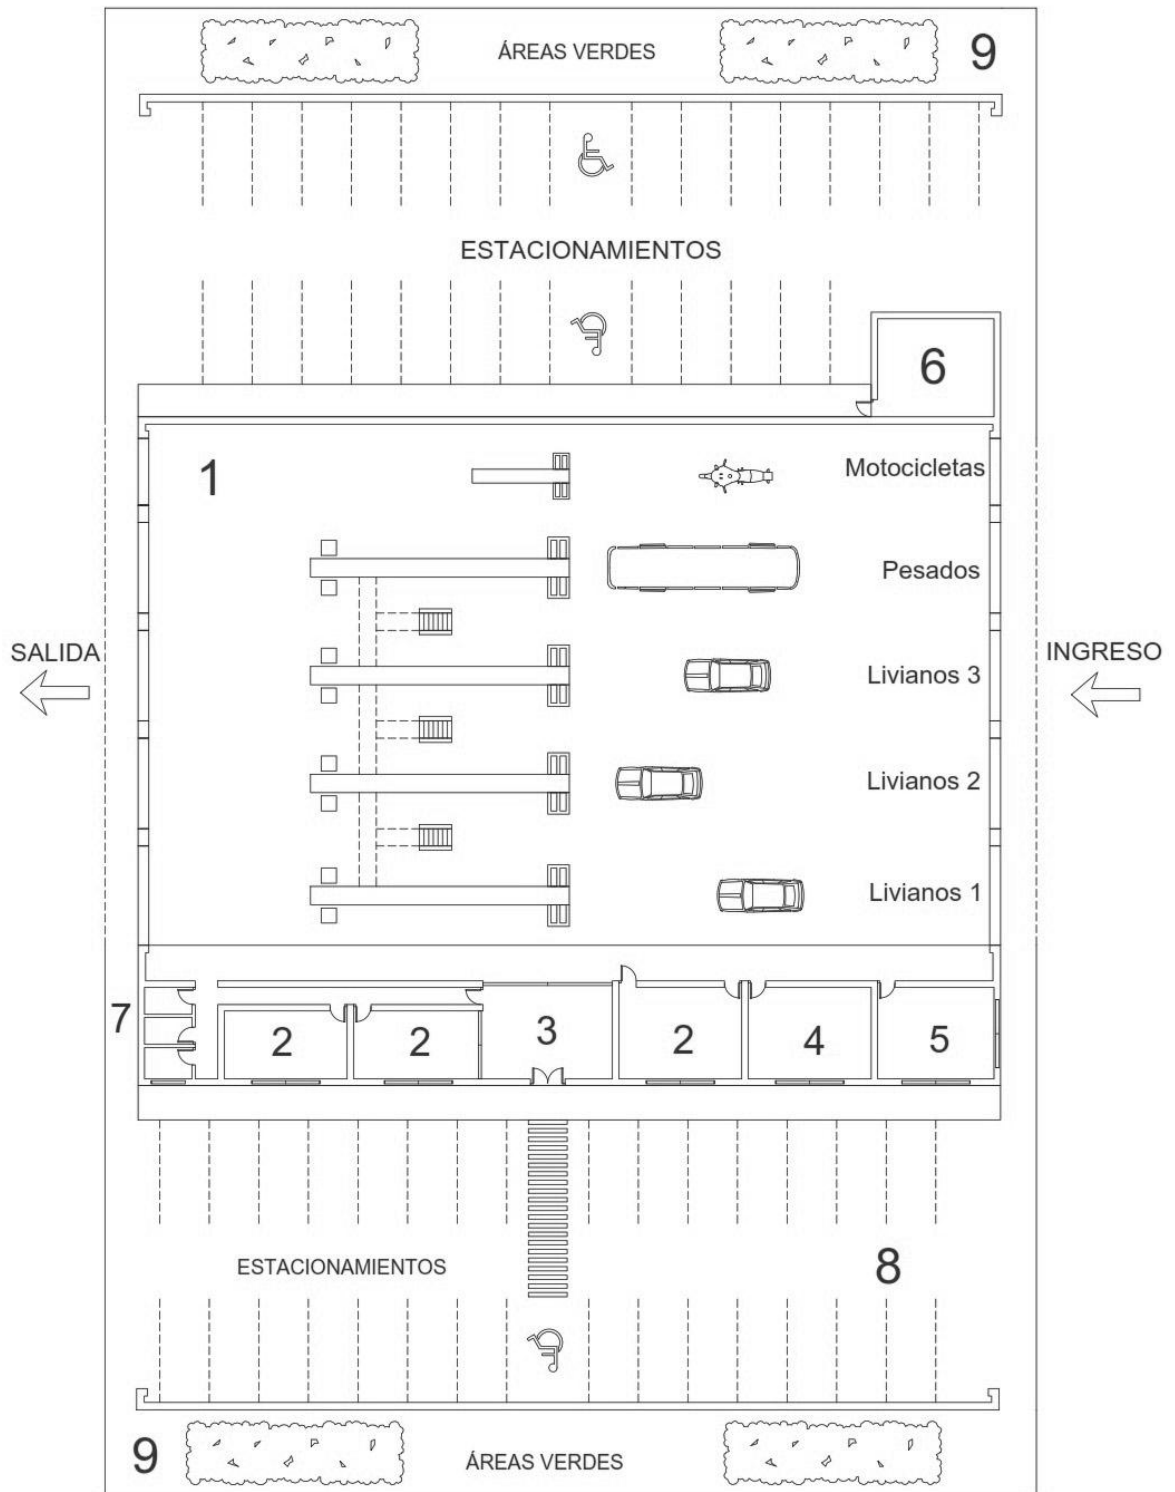 ÁREAS VERDES
9
ESTACIONAMIENTOS
6
1
Motocicletas
Pesados
SALIDA
INGRESO
Livianos 3
Livianos 2
Livianos 1
7
2
2
3
2
4
5
ESTACIONAMIENTOS
8
9
ÁREAS VERDES